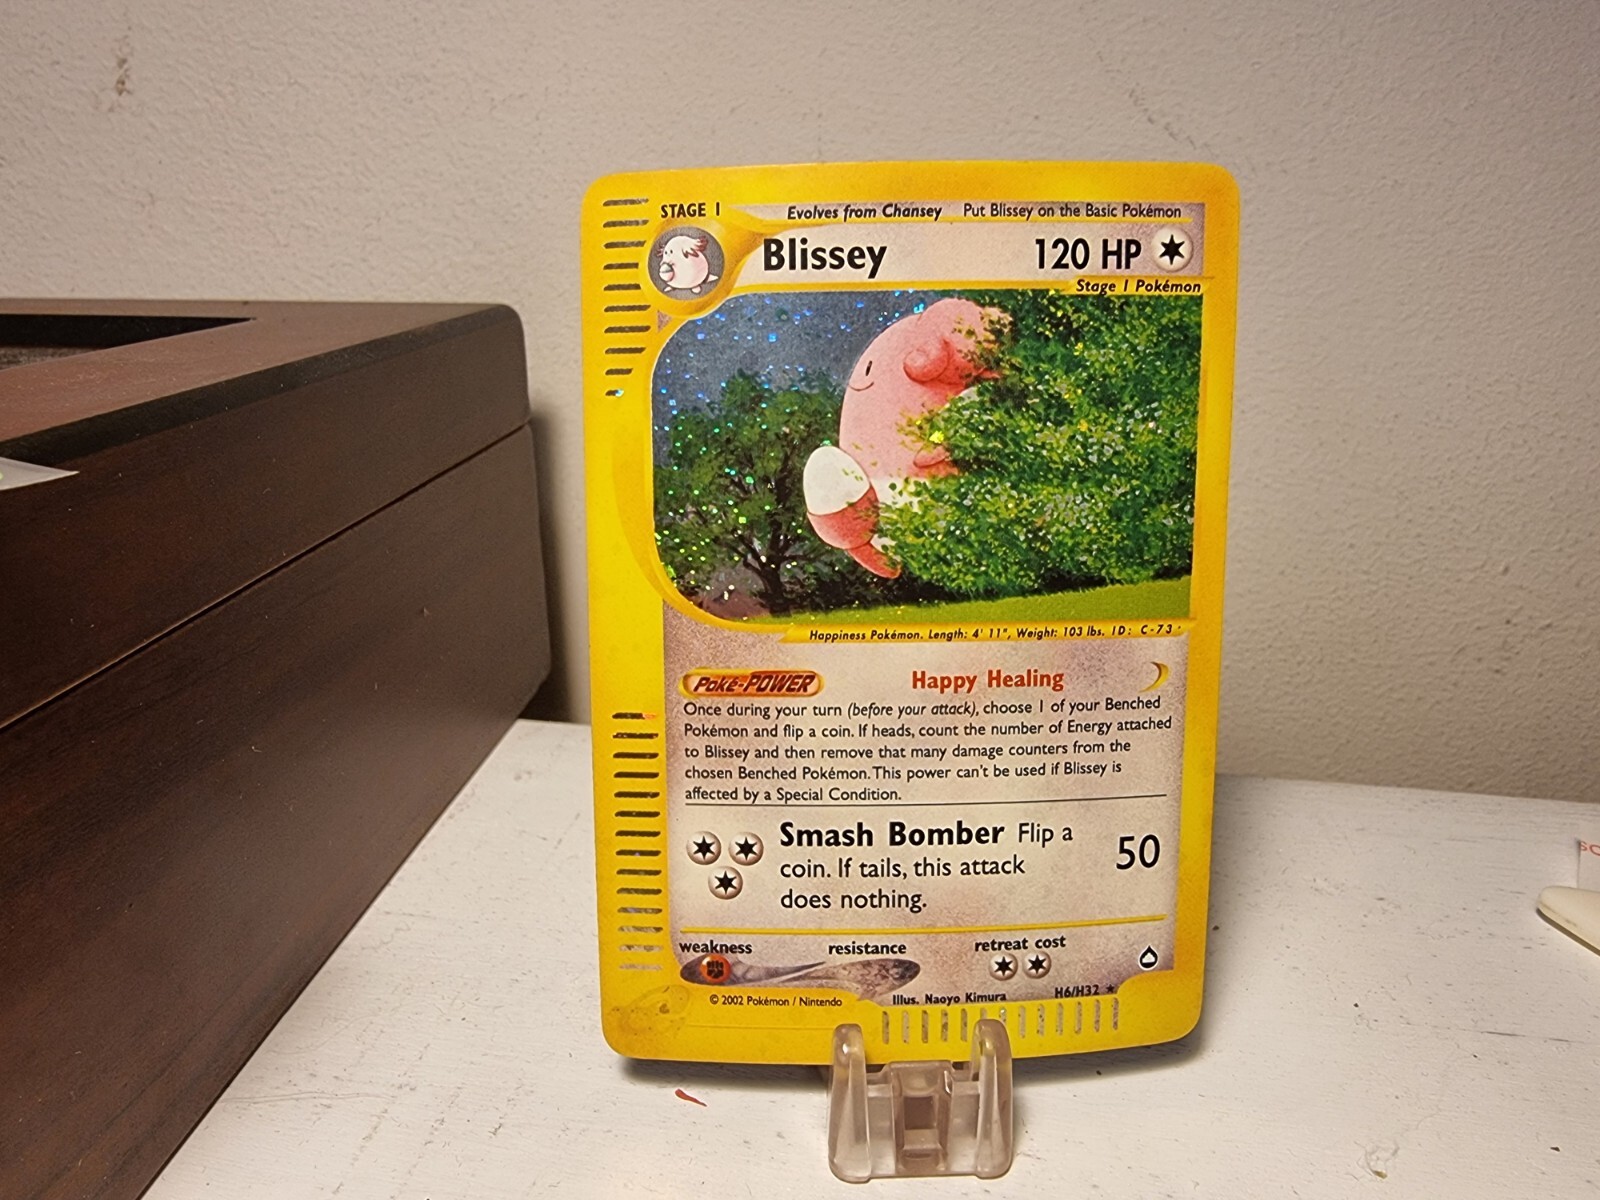 STAGE 1 Evolves from Chansey Put Blissey on the Basic Pokémon
Blissey 120 HP
Stage 1 Pokémon
Happiness Pokémon. Length: 4' 11", Weight: 103 lbs. ID: C-73
Poké-POWER Happy Healing
Once during your turn (before your attack), choose 1 of your Benched
Pokémon and flip a coin. If heads, count the number of Energy attached
to Blissey and then remove that many damage counters from the
chosen Benched Pokémon. This power can't be used if Blissey is
affected by a Special Condition.
Smash Bomber Flip a
coin. If tails, this attack
does nothing.
50
weakness resistance retreat cost
© 2002 Pokémon / Nintendo Illus. Naoyo Kimura H6/H32 ★